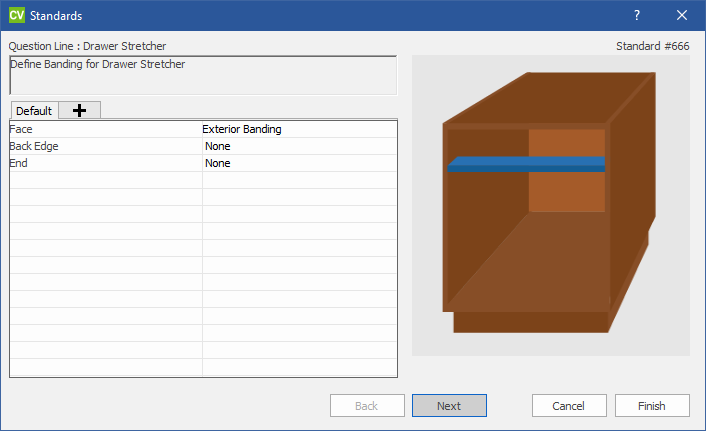 CV Standards ? ×
Question Line : Drawer Stretcher Standard #666
Define Banding for Drawer Stretcher
Default +
Face Exterior Banding
Back Edge None
End None
Back Next Cancel Finish